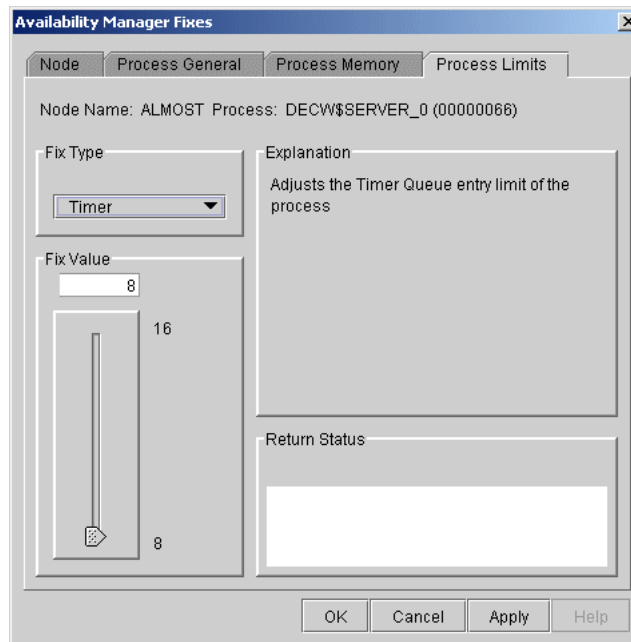 Availability Manager Fixes
Node Process General Process Memory Process Limits
Node Name: ALMOST Process: DECW$SERVER_0 (00000066)
Fix Type
Timer
Explanation
Adjusts the Timer Queue entry limit of the
process
Fix Value
8
16
8
Return Status
OK Cancel Apply Help